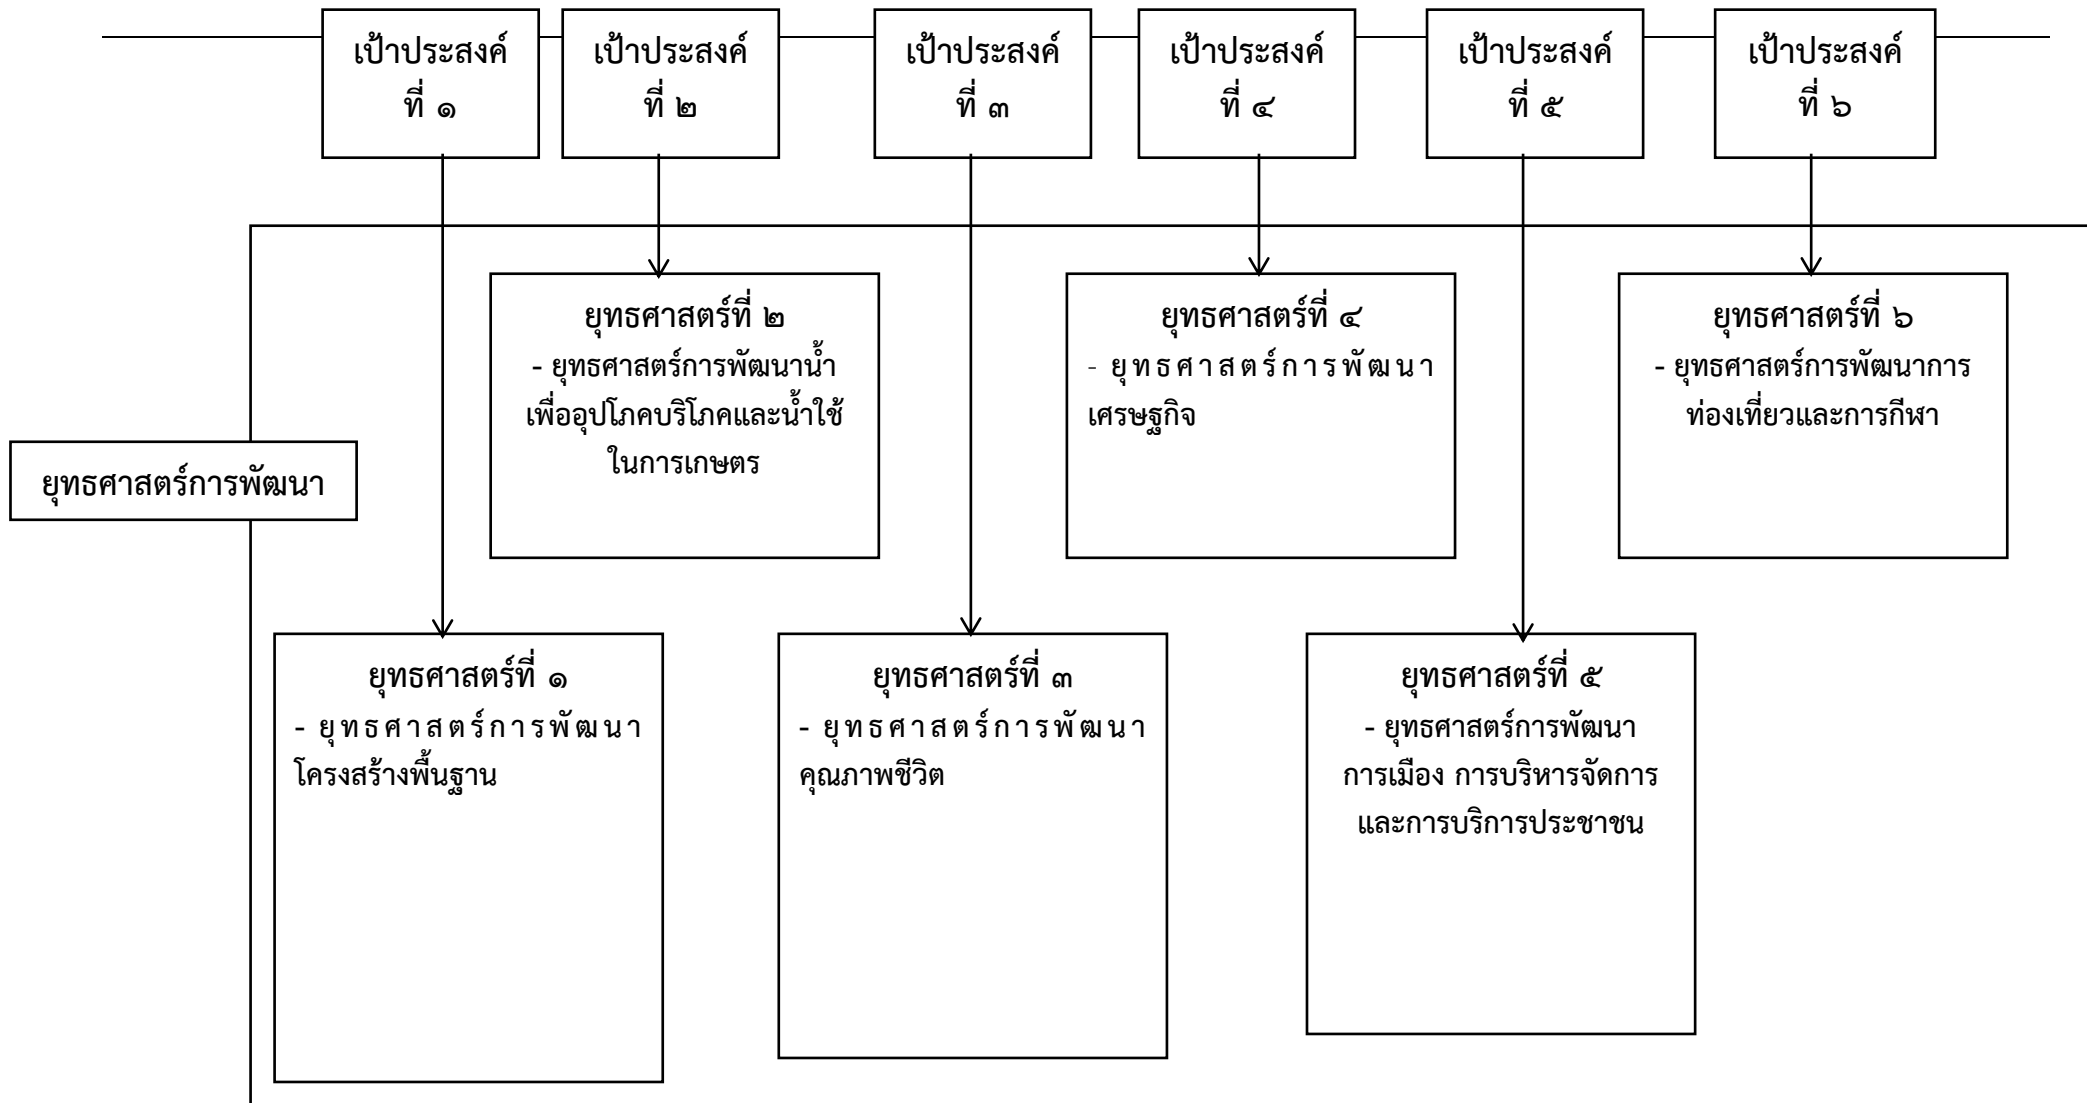 เป้าประสงค์
ที่ ๑
เป้าประสงค์
ที่ ๒
เป้าประสงค์
ที่ ๓
เป้าประสงค์
ที่ ๔
เป้าประสงค์
ที่ ๕
เป้าประสงค์
ที่ ๖
ยุทธศาสตร์ที่ ๒
- ยุทธศาสตร์การพัฒนาน้ำ
เพื่ออุปโภคบริโภคและน้ำใช้
ในการเกษตร
ยุทธศาสตร์ที่ ๔
- ยุทธศาสตร์การพัฒนา
เศรษฐกิจ
ยุทธศาสตร์ที่ ๖
- ยุทธศาสตร์การพัฒนาการ
ท่องเที่ยวและการกีฬา
ยุทธศาสตร์การพัฒนา
ยุทธศาสตร์ที่ ๑
- ยุทธศาสตร์การพัฒนา
โครงสร้างพื้นฐาน
ยุทธศาสตร์ที่ ๓
- ยุทธศาสตร์การพัฒนา
คุณภาพชีวิต
ยุทธศาสตร์ที่ ๕
- ยุทธศาสตร์การพัฒนา
การเมือง การบริหารจัดการ
และการบริการประชาชน